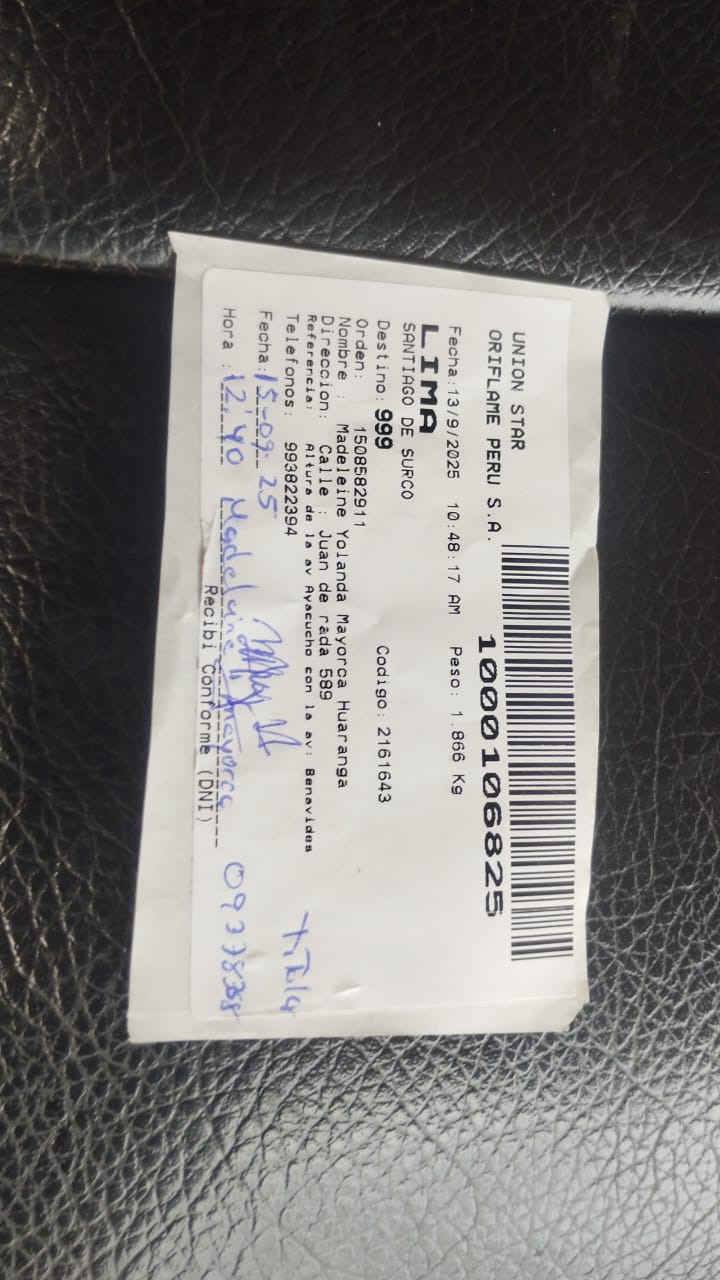 UNION STAR
ORIFLAME PERU S.A.
1000106825
Fecha:13/9/2025 10:48:17 AM Peso: 1.866 Kg
LIMA
SANTIAGO DE SURCO
Destino: 999 Codigo: 2161643
Orden: 1508582911
Nombre : Madeleine Yolanda Mayorca Huaranga
Direccion: Calle : Juan de rada 589
Referencia: Altura de la av Ayacucho con la av: Benavides
Telefonos: 993822394
Fecha: 15-09-25
Hora : 12:40 Madeleine Mayorca
Recibi Conforme (DNI)